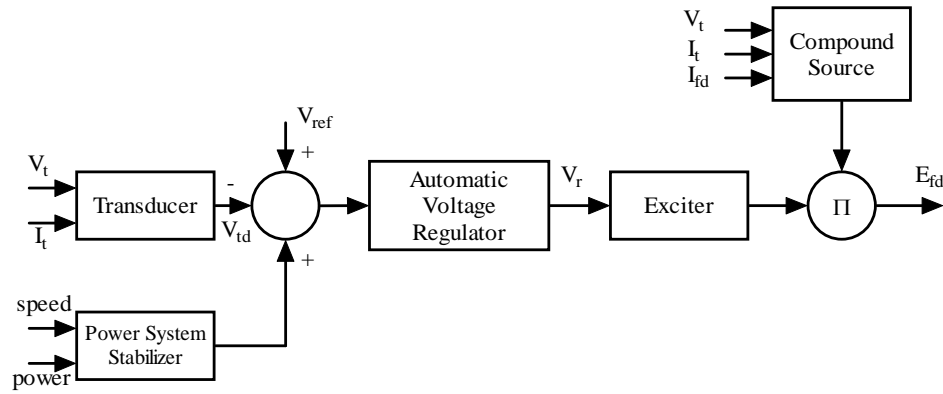 V_t
I_t
I_fd
Compound
Source
V_ref
+
V_t
I_t
Transducer
-
V_td
+
Automatic
Voltage
Regulator
V_r
Exciter
Π
E_fd
speed
power
Power System
Stabilizer